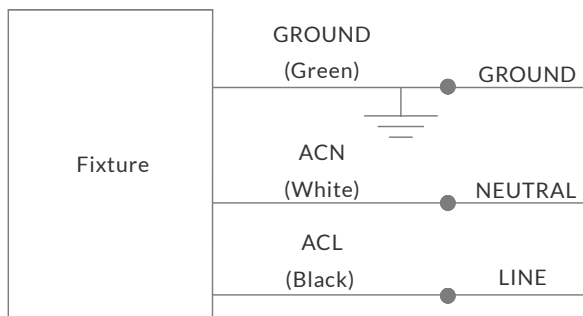 GROUND
(Green)
GROUND
Fixture
ACN
(White)
NEUTRAL
ACL
(Black)
LINE